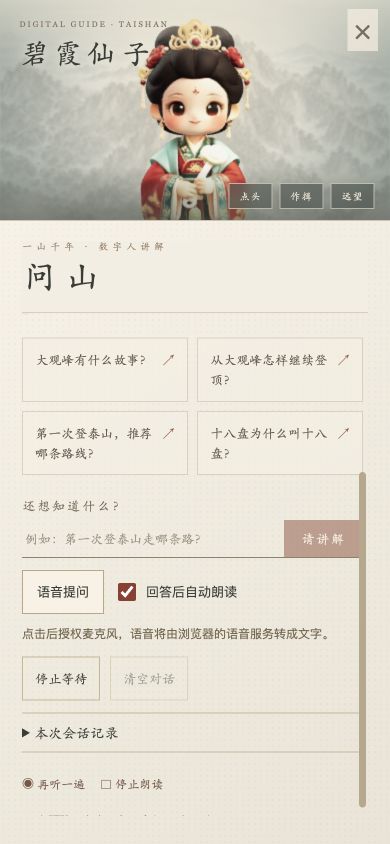 DIGITAL GUIDE · TAISHAN
碧霞仙子
点头 作揖 远望
一山千年 · 数字人讲解
问山
大观峰有什么故事? ↗
从大观峰怎样继续登 ↗
顶?
第一次登泰山，推荐 ↗
哪条路线?
十八盘为什么叫十八 ↗
盘?
还想知道什么?
例如：第一次登泰山走哪条路?
请讲解
语音提问
回答后自动朗读
点击后授权麦克风，语音将由浏览器的语音服务转成文字。
停止等待 清空对话
▶ 本次会话记录
◉ 再听一遍 □ 停止朗读